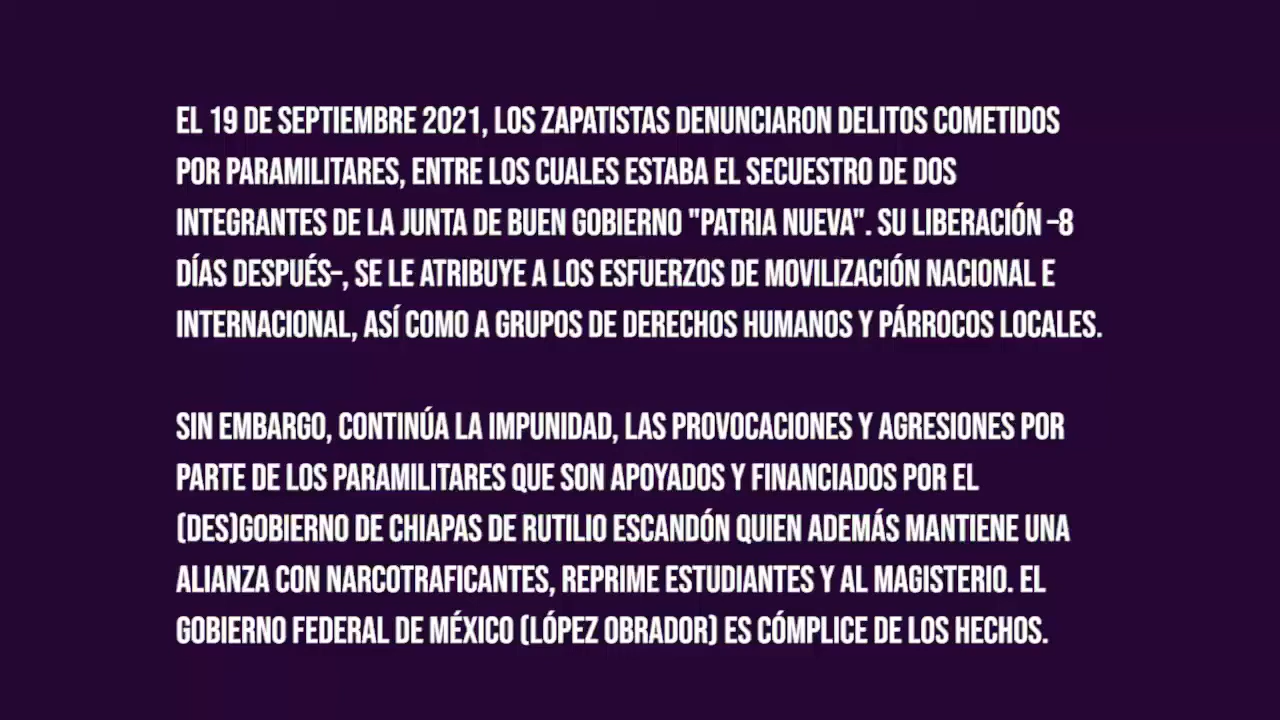 EL 19 DE SEPTIEMBRE 2021, LOS ZAPATISTAS DENUNCIARON DELITOS COMETIDOS
POR PARAMILITARES, ENTRE LOS CUALES ESTABA EL SECUESTRO DE DOS
INTEGRANTES DE LA JUNTA DE BUEN GOBIERNO "PATRIA NUEVA". SU LIBERACIÓN –8
DÍAS DESPUÉS–, SE LE ATRIBUYE A LOS ESFUERZOS DE MOVILIZACIÓN NACIONAL E
INTERNACIONAL, ASÍ COMO A GRUPOS DE DERECHOS HUMANOS Y PÁRROCOS LOCALES.
SIN EMBARGO, CONTINÚA LA IMPUNIDAD, LAS PROVOCACIONES Y AGRESIONES POR
PARTE DE LOS PARAMILITARES QUE SON APOYADOS Y FINANCIADOS POR EL
(DES)GOBIERNO DE CHIAPAS DE RUTILIO ESCANDÓN QUIEN ADEMÁS MANTIENE UNA
ALIANZA CON NARCOTRAFICANTES, REPRIME ESTUDIANTES Y AL MAGISTERIO. EL
GOBIERNO FEDERAL DE MÉXICO (LÓPEZ OBRADOR) ES CÓMPLICE DE LOS HECHOS.